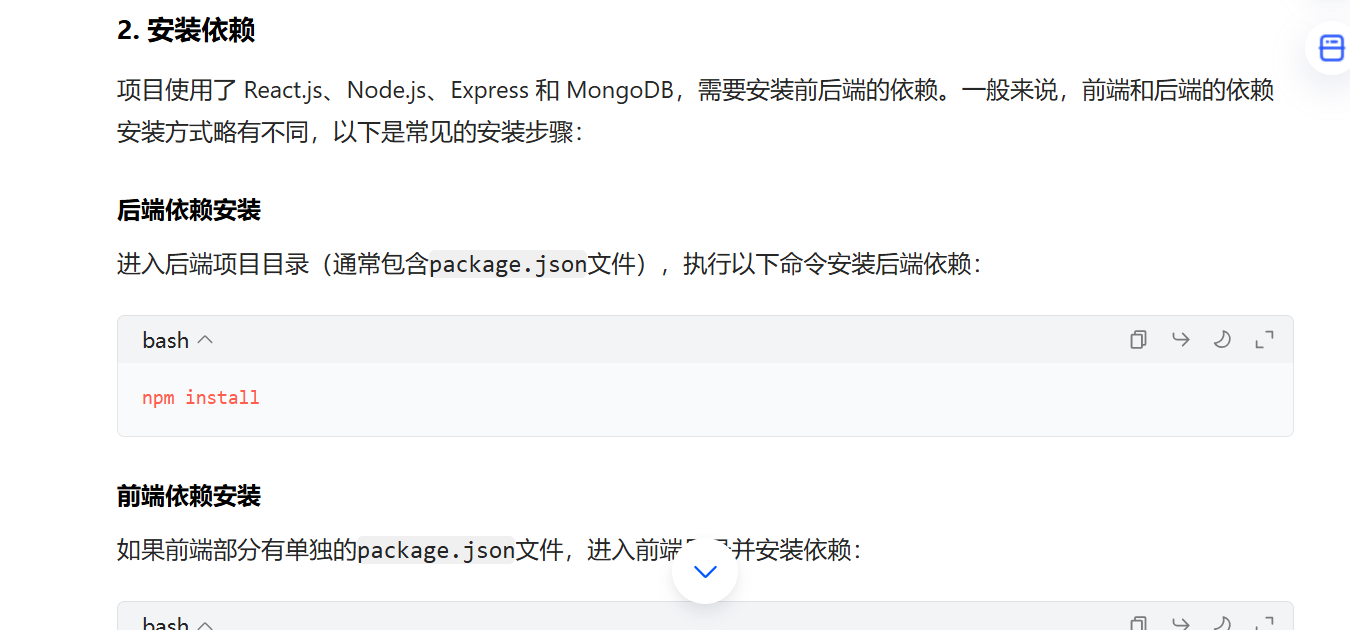 2. 安装依赖
项目使用了 React.js、Node.js、Express 和 MongoDB，需要安装前后端的依赖。一般来说，前端和后端的依赖
安装方式略有不同，以下是常见的安装步骤：
后端依赖安装
进入后端项目目录（通常包含package.json文件），执行以下命令安装后端依赖：
bash
npm install
前端依赖安装
如果前端部分有单独的package.json文件，进入前端并安装依赖：
bash